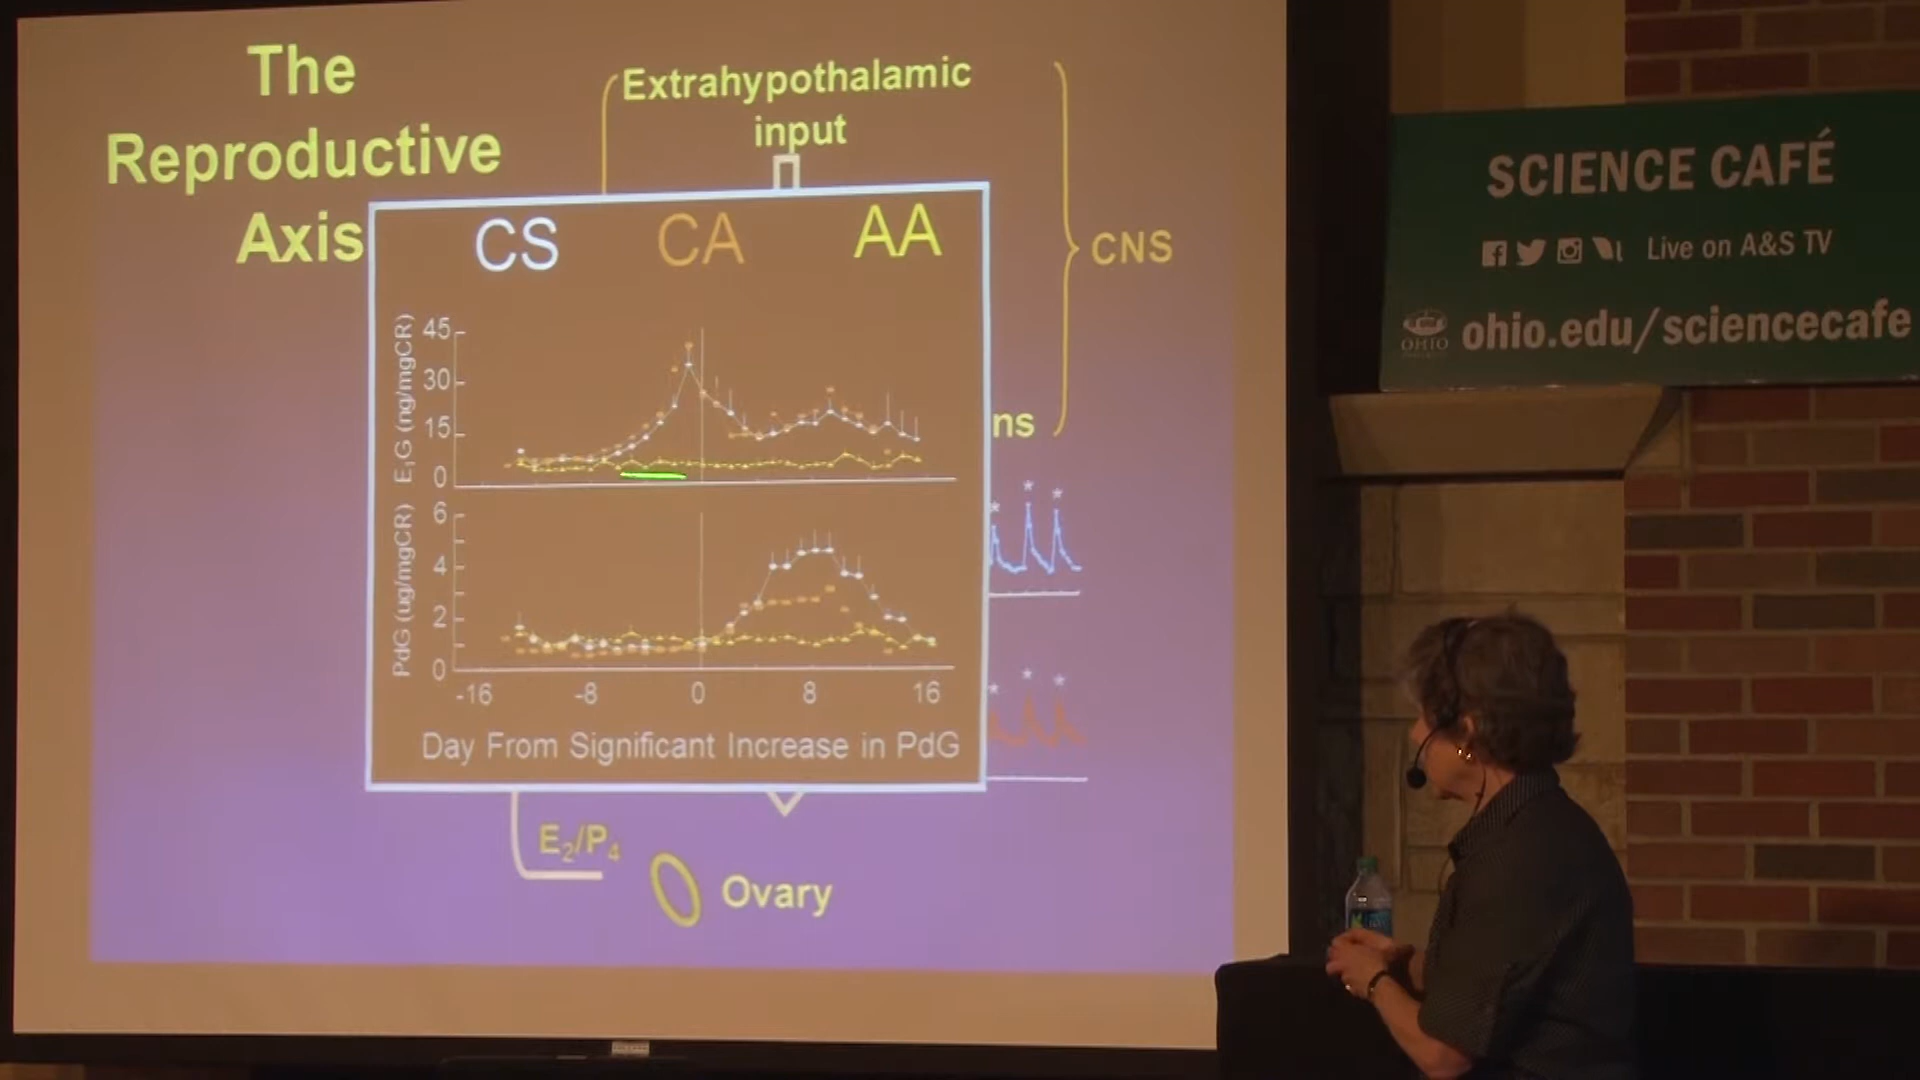 The
Reproductive
Axis
Extrahypothalamic
input
CNS
ns
CS CA AA
E₁G (ng/mgCR)
45
30
15
0
PdG (ug/mgCR)
6
4
2
0
-16 -8 0 8 16
Day From Significant Increase in PdG
* * *
* * *
E₂/P₄
Ovary
SCIENCE CAFÉ
Live on A&S TV
OHIO
ohio.edu/sciencecafe